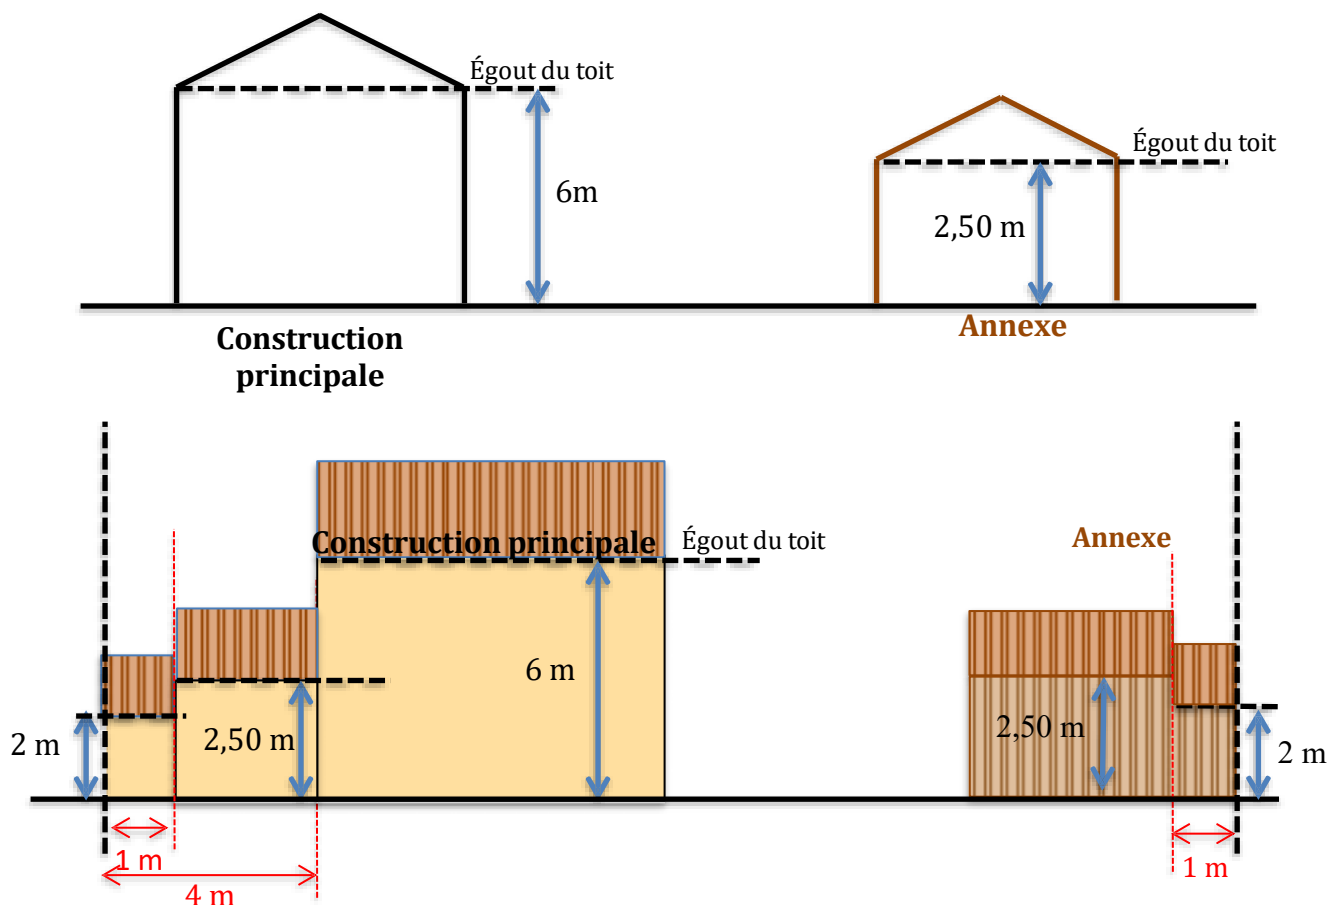 Égout du toit
Égout du toit
6m
2,50 m
Construction
principale
Annexe
Construction principale
Égout du toit
Annexe
6 m
2 m
2,50 m
2,50 m
2 m
1 m
4 m
1 m